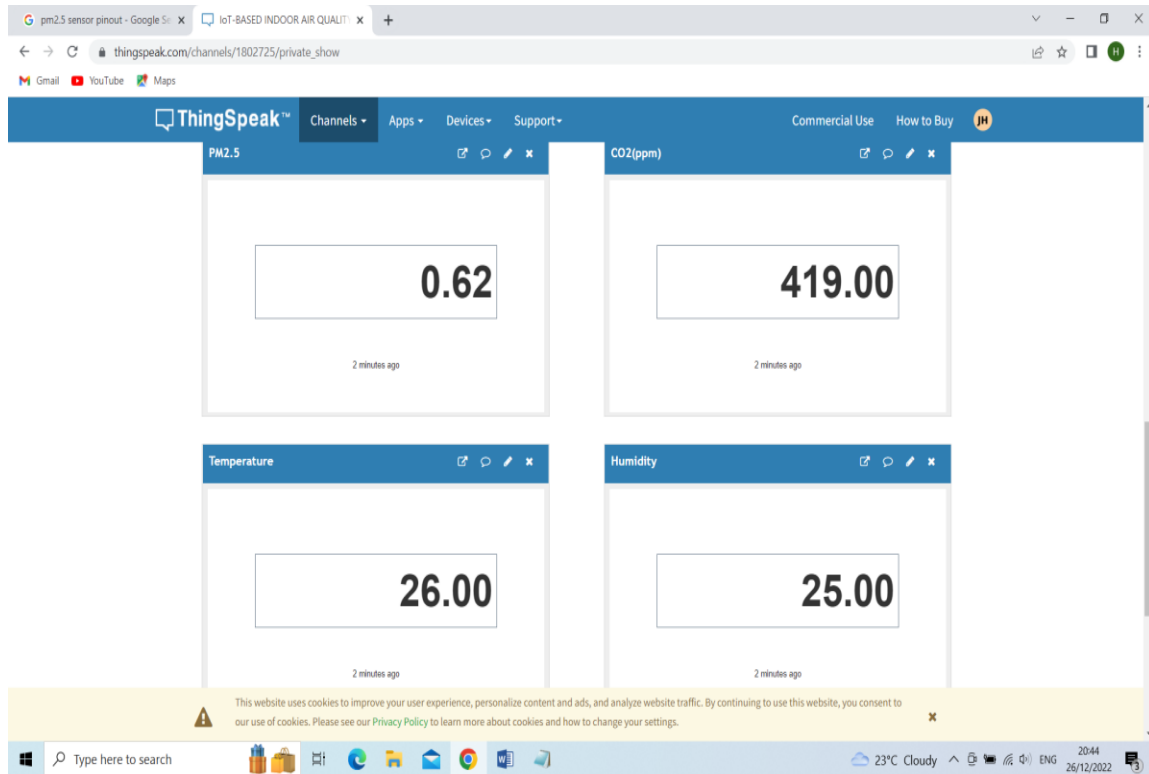 pm2.5 sensor pinout - Google Se
IoT-BASED INDOOR AIR QUALITY
thingspeak.com/channels/1802725/private_show
H
Gmail YouTube Maps
ThingSpeak™ Channels Apps Devices Support Commercial Use How to Buy JH
PM2.5 CO2(ppm)
0.62 419.00
2 minutes ago 2 minutes ago
Temperature Humidity
26.00 25.00
2 minutes ago 2 minutes ago
This website uses cookies to improve your user experience, personalize content and ads, and analyze website traffic. By continuing to use this website, you consent to
our use of cookies. Please see our Privacy Policy to learn more about cookies and how to change your settings.
Type here to search 23°C Cloudy ENG 20:44
26/12/2022 3